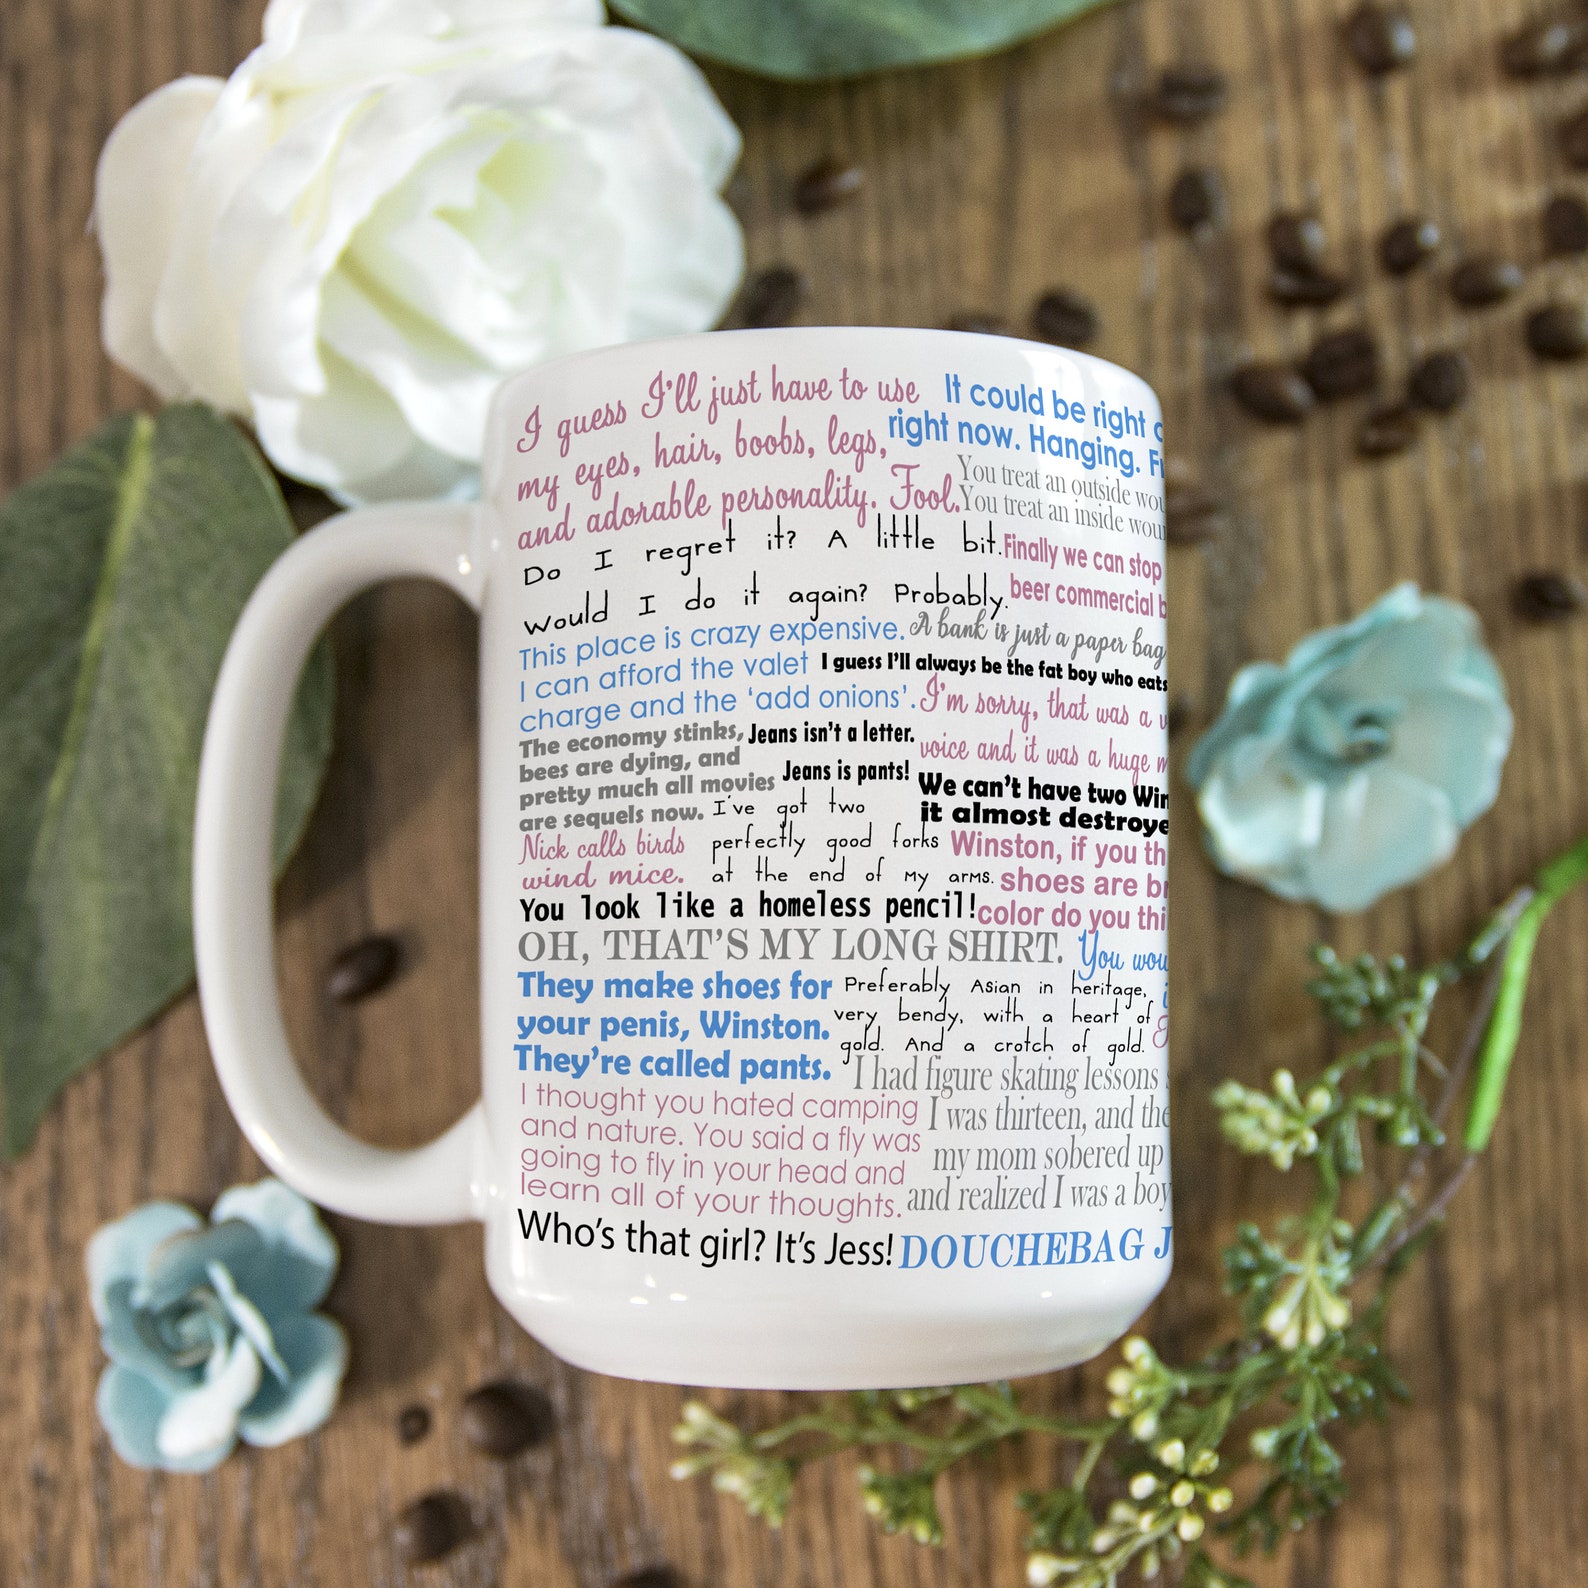 I guess I'll just have to use
my eyes, hair, boobs, legs,
and adorable personality. Fool.
It could be right
right now. Hanging.
You treat an outside
You treat an inside
Do I regret it? A little bit.
Would I do it again? Probably.
Finally we can stop
beer commercial
This place is crazy expensive.
I can afford the valet
charge and the 'add onions'.
A bank is just a paper bag
I guess I'll always be the fat boy who eats
I'm sorry, that was a
voice and it was a huge
The economy stinks,
bees are dying, and
pretty much all movies
are sequels now.
Jeans isn't a letter.
Jeans is pants!
We can't have two
it almost
Nick calls birds
wind mice.
I've got two
perfectly good forks
at the end of my arms.
Winston, if you
shoes are
color do you
You look like a homeless pencil!
OH, THAT'S MY LONG SHIRT.
You
They make shoes for
your penis, Winston.
They're called pants.
Preferably Asian in heritage,
very bendy, with a heart of
gold. And a crotch of gold.
I had figure skating lessons
I was thirteen, and
my mom sobered up
and realized I was a boy
I thought you hated camping
and nature. You said a fly was
going to fly in your head and
learn all of your thoughts.
Who's that girl? It's Jess!
DOUCHEBAG